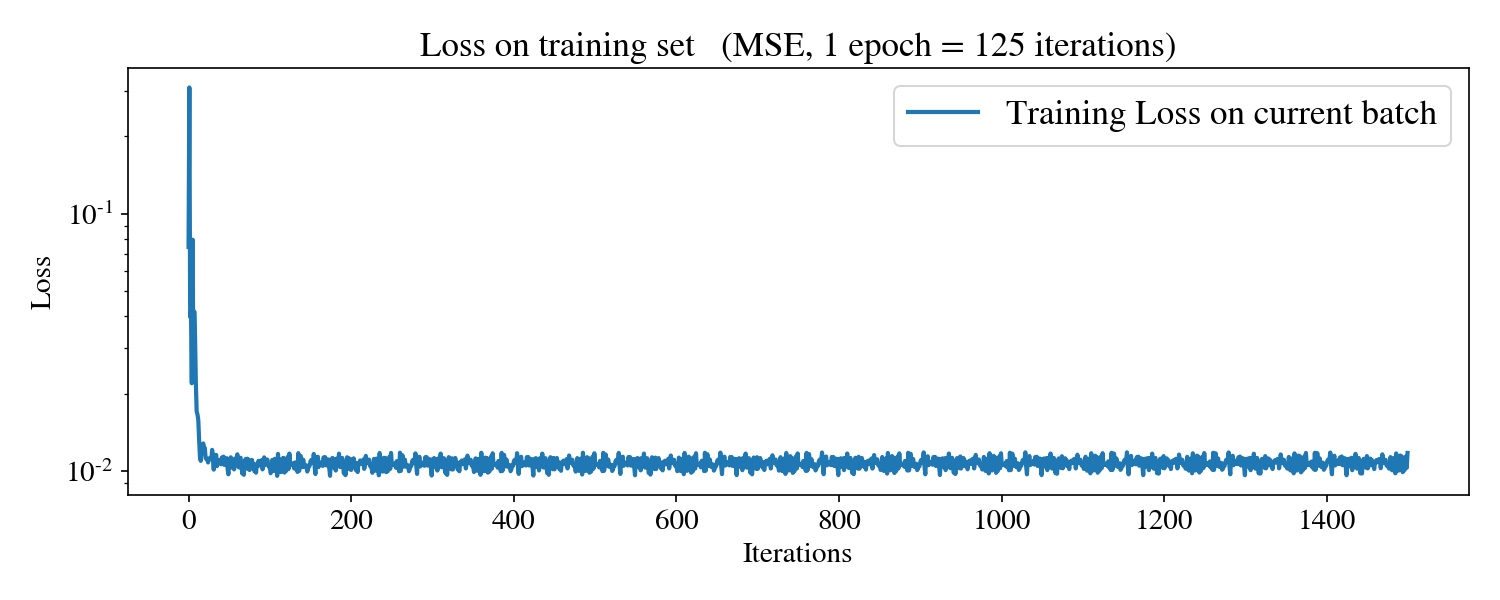 Loss on training set   (MSE, 1 epoch = 125 iterations)
Training Loss on current batch
Loss
10⁻¹
10⁻²
0 200 400 600 800 1000 1200 1400
Iterations